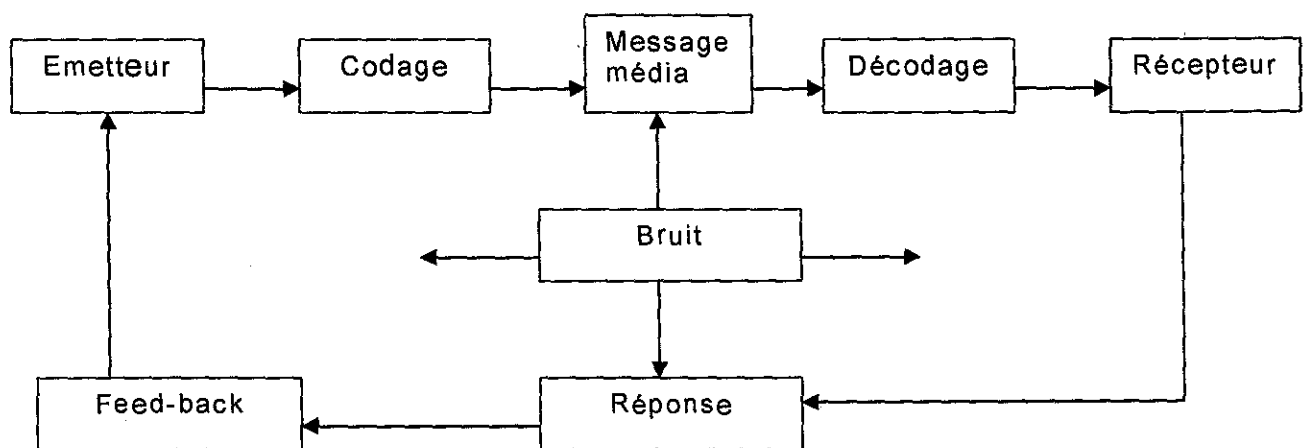 Emetteur
Codage
Message
média
Décodage
Récepteur
Bruit
Feed-back
Réponse